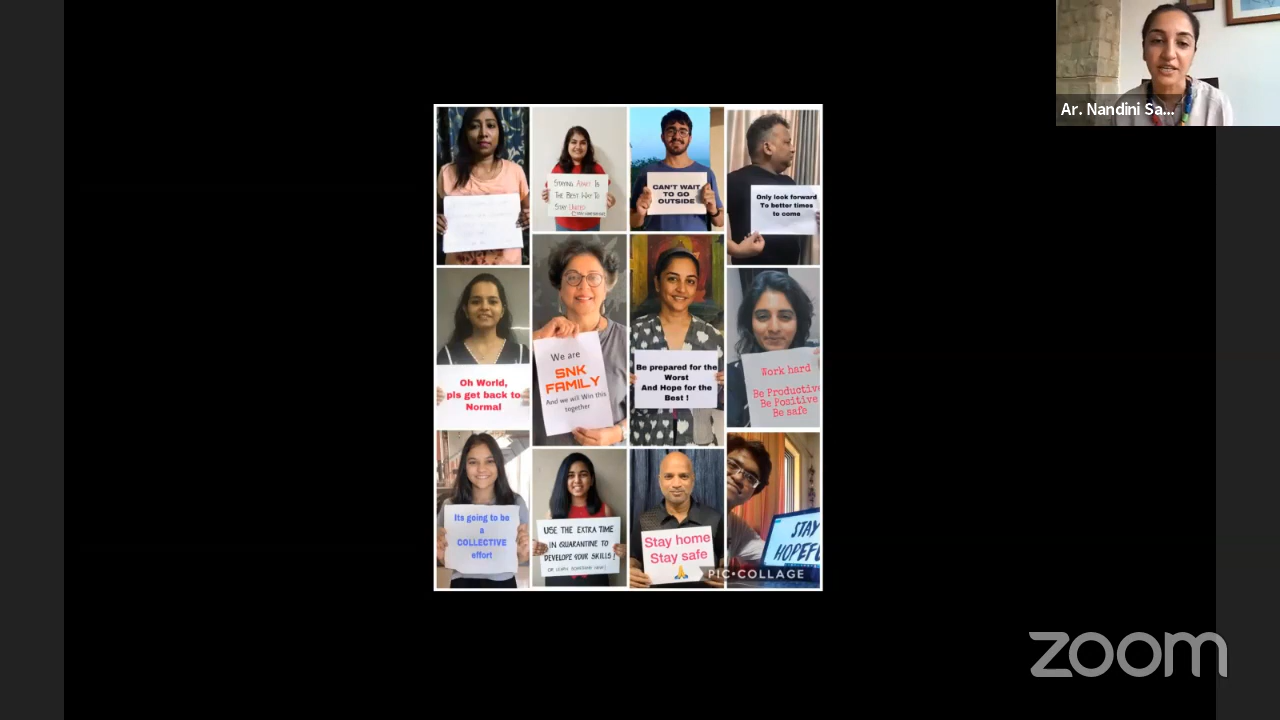 Ar. Nandini Sa...
STAYING APART IS
THE BEST WAY TO
STAY UNITED
CAN'T WAIT
TO GO
OUTSIDE
Only look forward
To better times
to come
Oh World,
pls get back to
Normal
We are
SNK
FAMILY
And we will Win this
together
Be prepared for the
Worst
And Hope for the
Best !
Work hard
Be Productiv
Be Positive
Be safe
Its going to be
a
COLLECTIVE
effort
USE THE EXTRA TIME
IN QUARANTINE TO
DEVELOPE YOUR SKILLS!
Stay home
Stay safe
🙏
STAY
HOPEFU
PIC•COLLAGE
zoom